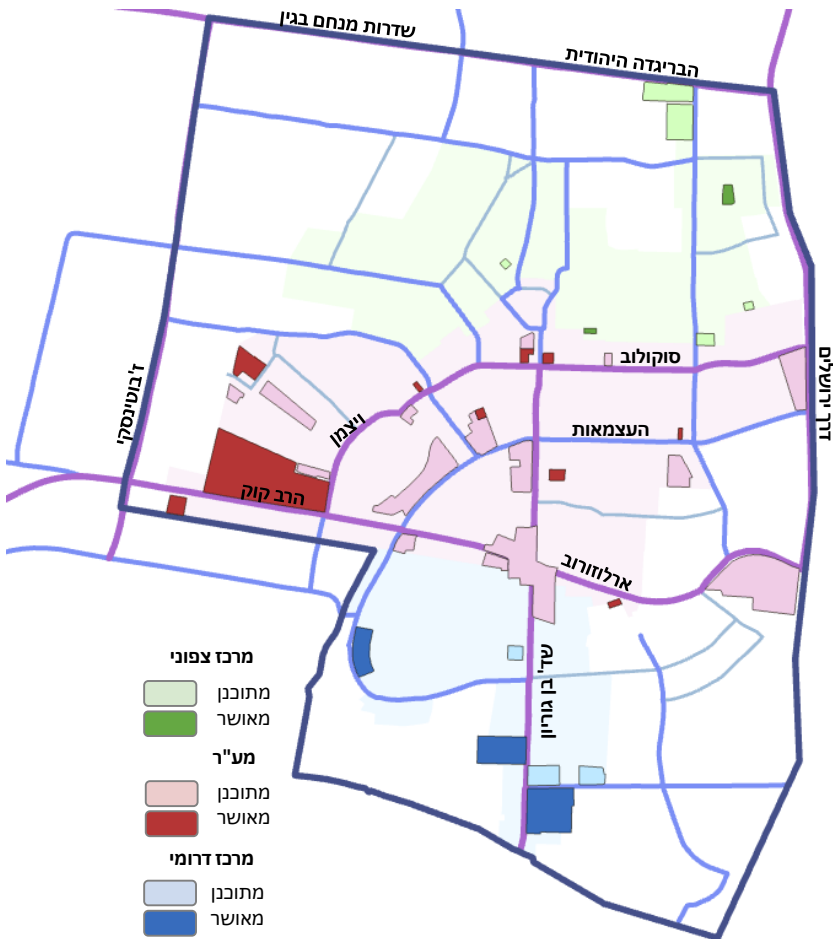 שדרות מנחם בגין
הבריגדה היהודית
סוקולוב
דרך ירושלים
ז'בוטינסקי
ויצמן
העצמאות
הרב קוק
ארלוזורוב
שד' בן גוריון
מרכז צפוני
מתוכנן
מאושר
מע"ר
מתוכנן
מאושר
מרכז דרומי
מתוכנן
מאושר